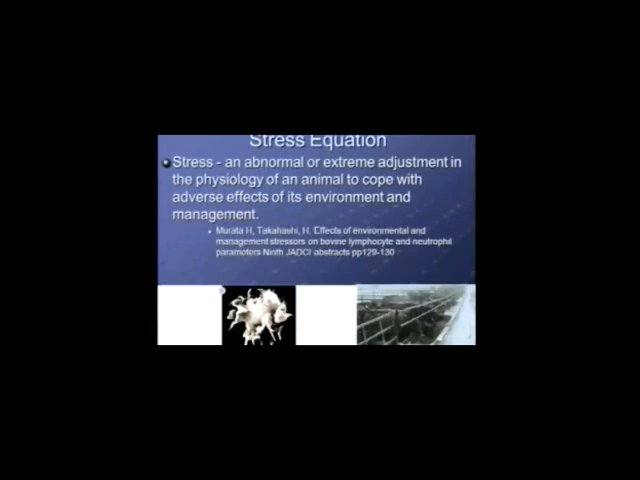 Stress Equation
Stress - an abnormal or extreme adjustment in
the physiology of an animal to cope with
adverse effects of its environment and
management.
Murata H, Takahashi, H. Effects of environmental and
management stressors on bovine lymphocyte and neutrophil
parameters Ninth JADCI abstracts pp129-130